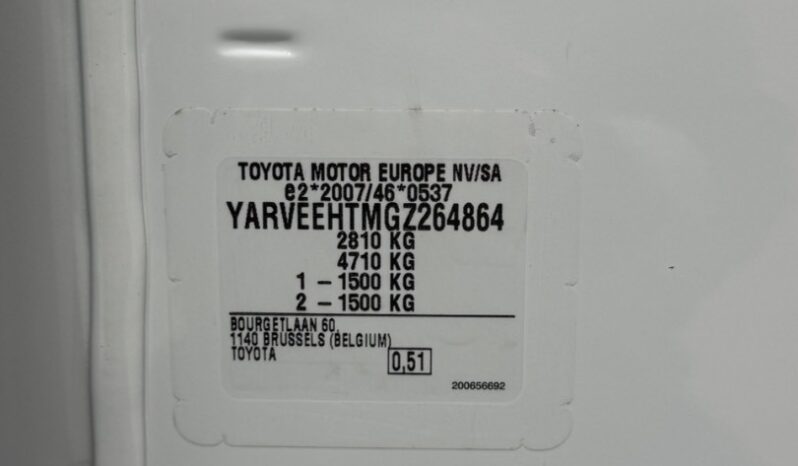 TOYOTA MOTOR EUROPE NV/SA
e2*2007/46*0537
YARVEEHTMGZ264864
2810 KG
4710 KG
1 - 1500 KG
2 - 1500 KG
BOURGETLAAN 60,
1140 BRUSSELS (BELGIUM)
TOYOTA
0,51
200656692